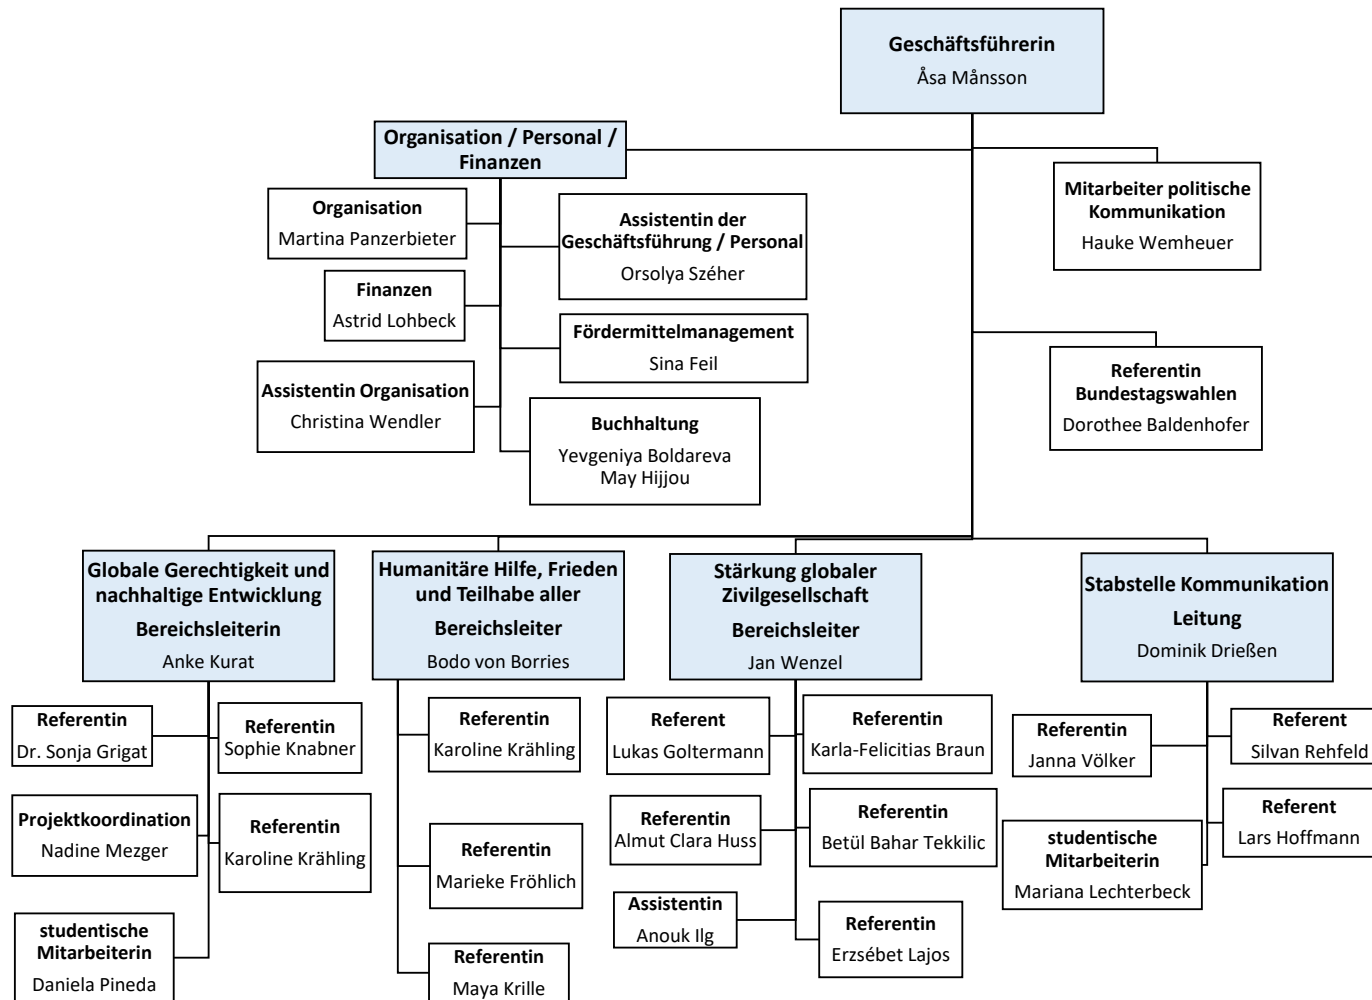 Geschäftsführerin
Åsa Månsson
Organisation / Personal /
Finanzen
Organisation
Martina Panzerbieter
Assistentin der
Geschäftsführung / Personal
Orsolya Széher
Mitarbeiter politische
Kommunikation
Hauke Wemheuer
Finanzen
Astrid Lohbeck
Fördermittelmanagement
Sina Feil
Referentin
Bundestagswahlen
Dorothee Baldenhofer
Assistentin Organisation
Christina Wendler
Buchhaltung
Yevgeniya Boldareva
May Hijjou
Globale Gerechtigkeit und
nachhaltige Entwicklung
Bereichsleiterin
Anke Kurat
Humanitäre Hilfe, Frieden
und Teilhabe aller
Bereichsleiter
Bodo von Borries
Stärkung globaler
Zivilgesellschaft
Bereichsleiter
Jan Wenzel
Stabstelle Kommunikation
Leitung
Dominik Drießen
Referentin
Dr. Sonja Grigat
Referentin
Sophie Knabner
Projektkoordination
Nadine Mezger
Referentin
Karoline Krähling
studentische
Mitarbeiterin
Daniela Pineda
Referentin
Karoline Krähling
Referentin
Marieke Fröhlich
Referentin
Maya Krille
Referent
Lukas Goltermann
Referentin
Karla-Felicitias Braun
Referentin
Almut Clara Huss
Referentin
Betül Bahar Tekkilic
Assistentin
Anouk Ilg
Referentin
Erzsébet Lajos
Referentin
Janna Völker
Referent
Silvan Rehfeld
studentische
Mitarbeiterin
Mariana Lechterbeck
Referent
Lars Hoffmann